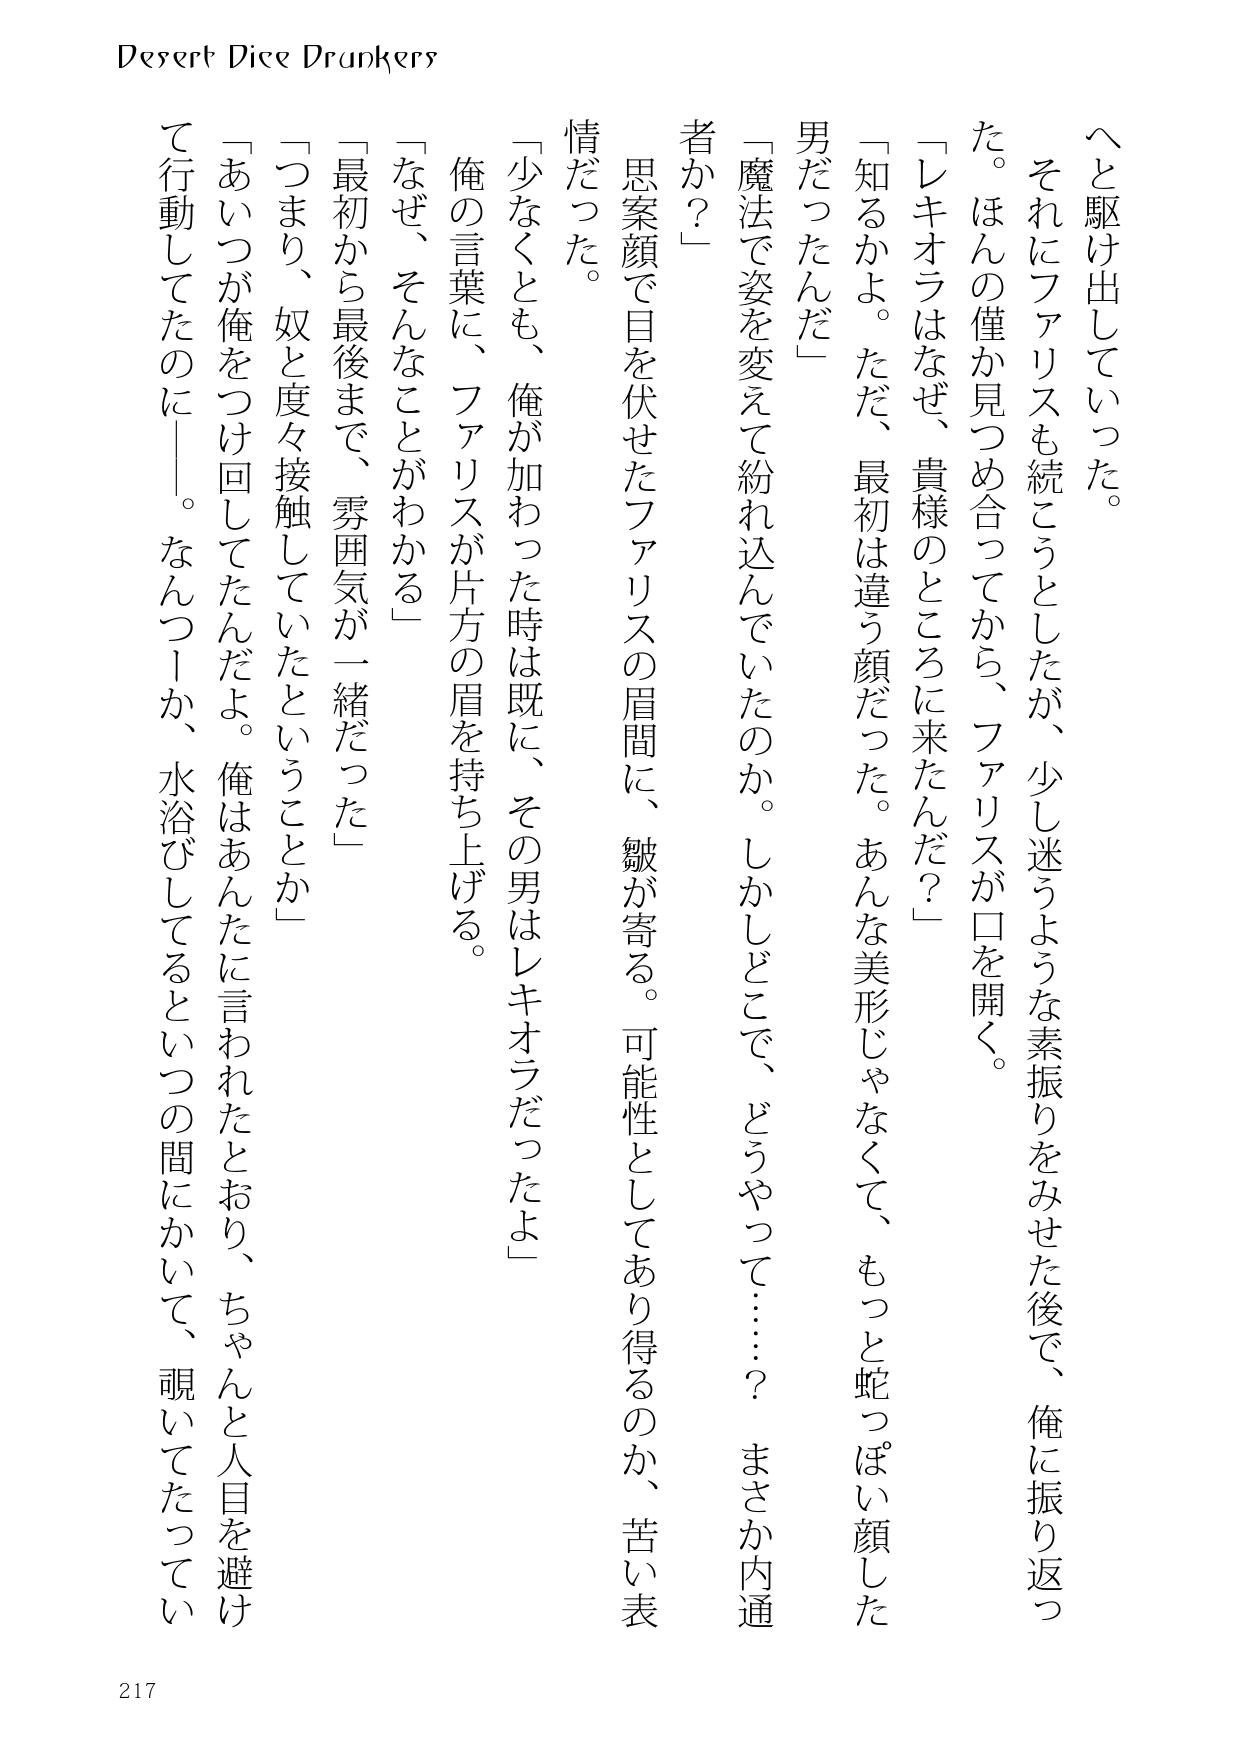 Desert Dice Drunkers
へと駆け出していった。
　それにファリスも続こうとしたが、少し迷うような素振りをみせた後で、俺に振り返っ
た。ほんの僅か見つめ合ってから、ファリスが口を開く。
「レキオラはなぜ、貴様のところに来たんだ？」
「知るかよ。ただ、最初は違う顔だった。あんな美形じゃなくて、もっと蛇っぽい顔した
男だったんだ」
「魔法で姿を変えて紛れ込んでいたのか。しかしどこで、どうやって……？　まさか内通
者か？」
　思案顔で目を伏せたファリスの眉間に、皺が寄る。可能性としてあり得るのか、苦い表
情だった。
「少なくとも、俺が加わった時は既に、その男はレキオラだったよ」
　俺の言葉に、ファリスが片方の眉を持ち上げる。
「なぜ、そんなことがわかる」
「最初から最後まで、雰囲気が一緒だった」
「つまり、奴と度々接触していたということか」
「あいつが俺をつけ回してたんだよ。俺はあんたに言われたとおり、ちゃんと人目を避け
て行動してたのに――。なんつーか、水浴びしてるといつの間にかいて、覗いてたってい
217